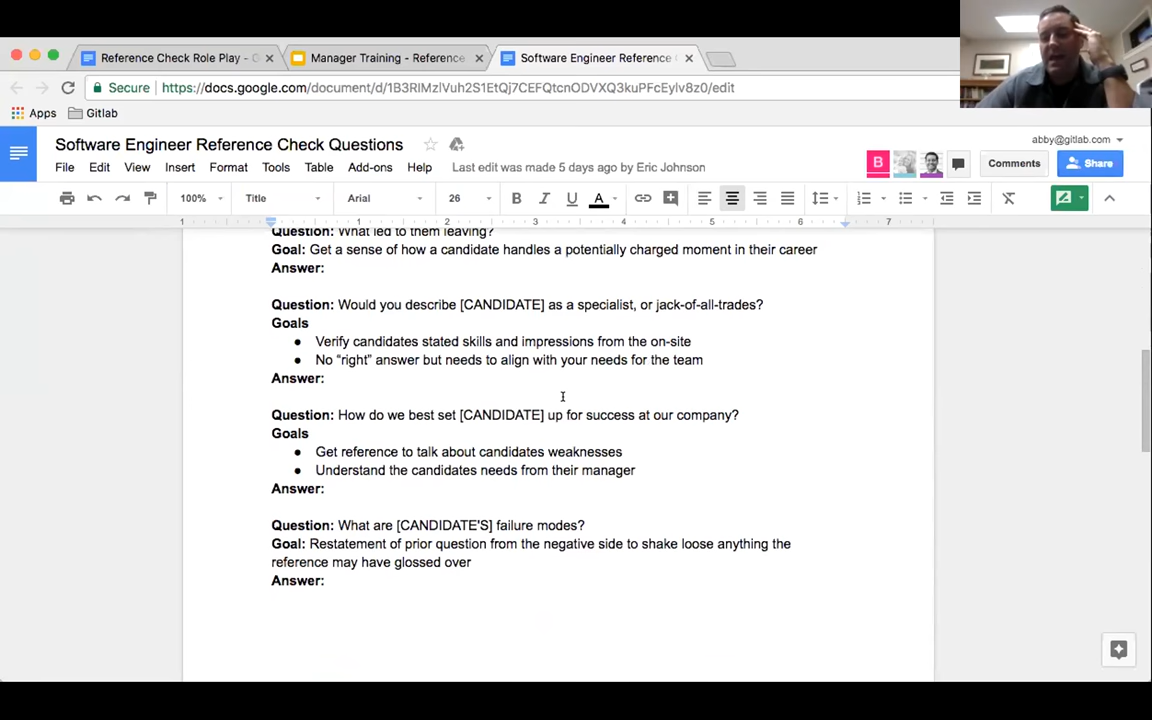 Reference Check Role Play - G
Manager Training - Reference
Software Engineer Reference C
Secure
https://docs.google.com/document/d/1B3RIMzlVuh2S1EtQj7CEFQtcnODVXQ3kuPFcEylv8z0/edit
Apps
Gitlab
abby@gitlab.com
Software Engineer Reference Check Questions
File Edit View Insert Format Tools Table Add-ons Help Last edit was made 5 days ago by Eric Johnson
B
Comments
Share
100% Title Arial 26 B I U A
1 1 2 3 4 5 6 7
Question: What led to them leaving?
Goal: Get a sense of how a candidate handles a potentially charged moment in their career
Answer:
Question: Would you describe [CANDIDATE] as a specialist, or jack-of-all-trades?
Goals
● Verify candidates stated skills and impressions from the on-site
● No “right” answer but needs to align with your needs for the team
Answer:
Question: How do we best set [CANDIDATE] up for success at our company?
Goals
● Get reference to talk about candidates weaknesses
● Understand the candidates needs from their manager
Answer:
Question: What are [CANDIDATE'S] failure modes?
Goal: Restatement of prior question from the negative side to shake loose anything the
reference may have glossed over
Answer: